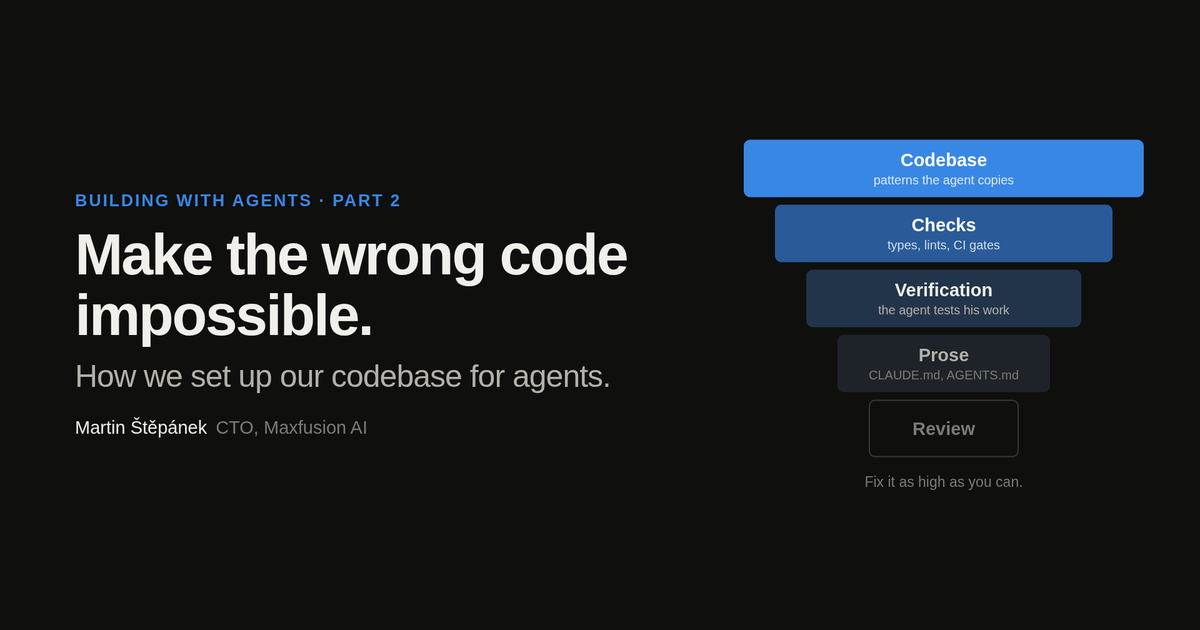 BUILDING WITH AGENTS · PART 2
Make the wrong code
impossible.
How we set up our codebase for agents.
Martin Štěpánek CTO, Maxfusion AI
Codebase
patterns the agent copies
Checks
types, lints, CI gates
Verification
the agent tests his work
Prose
CLAUDE.md, AGENTS.md
Review
Fix it as high as you can.